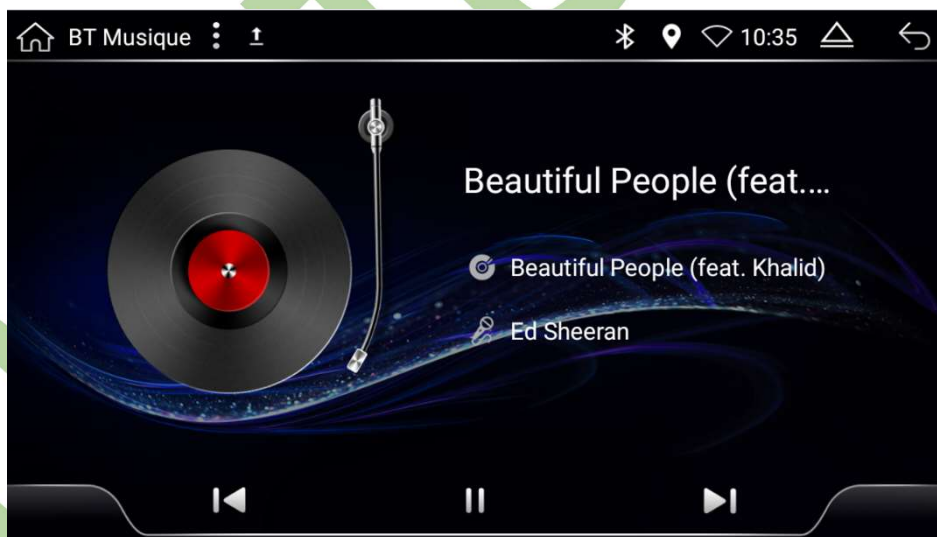 BT Musique
10:35
Beautiful People (feat....
Beautiful People (feat. Khalid)
Ed Sheeran